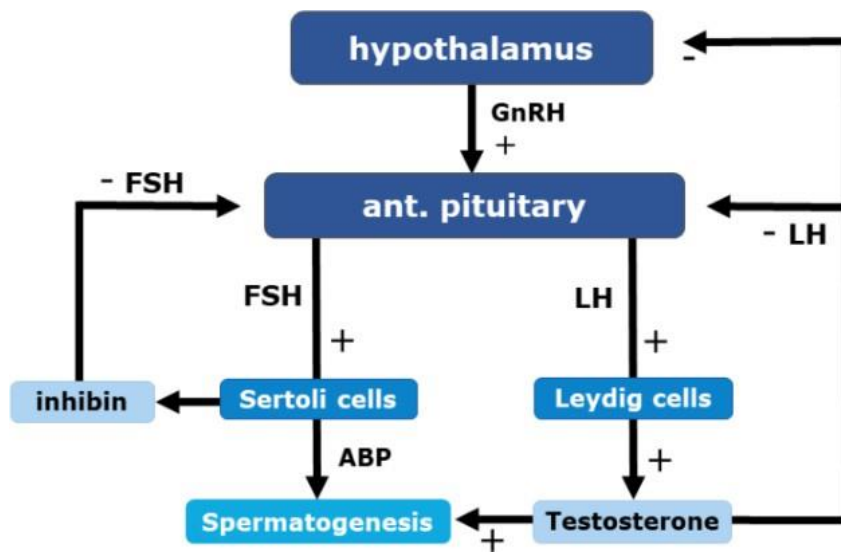 hypothalamus
-
GnRH
+
- FSH
ant. pituitary
- LH
FSH
LH
+
+
inhibin
Sertoli cells
Leydig cells
ABP
+
Spermatogenesis
+
Testosterone